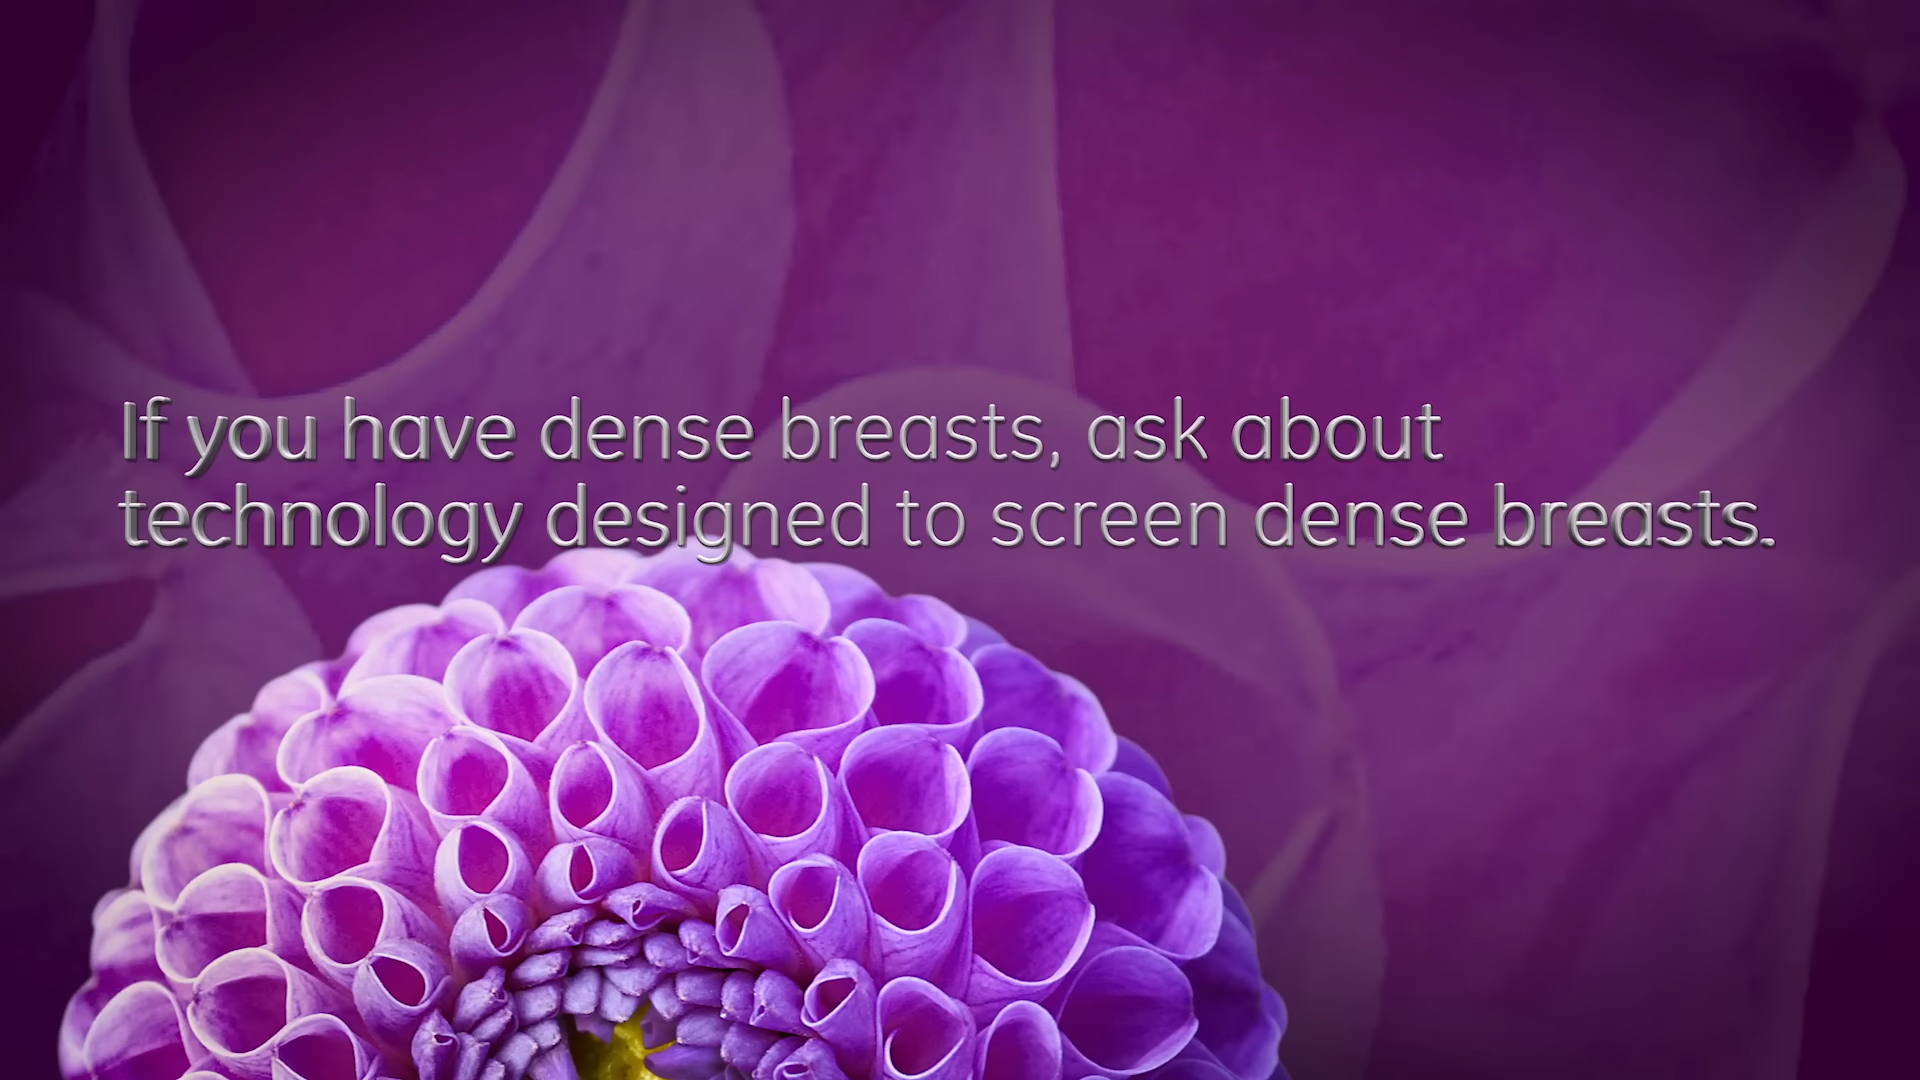 If you have dense breasts, ask about
technology designed to screen dense breasts.